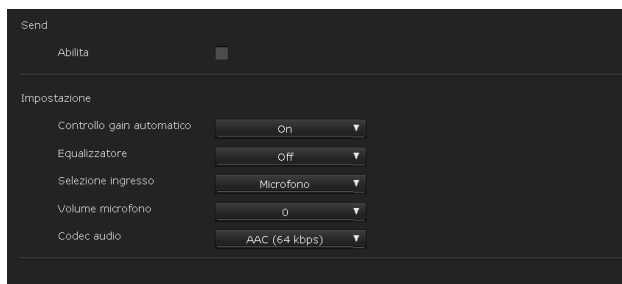 Send
Abilita
Impostazione
Controllo gain automatico On
Equalizzatore Off
Selezione ingresso Microfono
Volume microfono 0
Codec audio AAC (64 kbps)